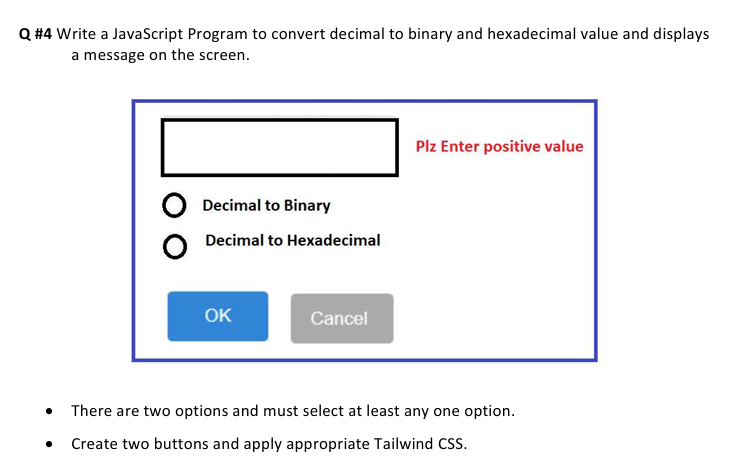 Q #4 Write a JavaScript Program to convert decimal to binary and hexadecimal value and displays
a message on the screen.
Plz Enter positive value
Decimal to Binary
Decimal to Hexadecimal
OK
Cancel
• There are two options and must select at least any one option.
• Create two buttons and apply appropriate Tailwind CSS.